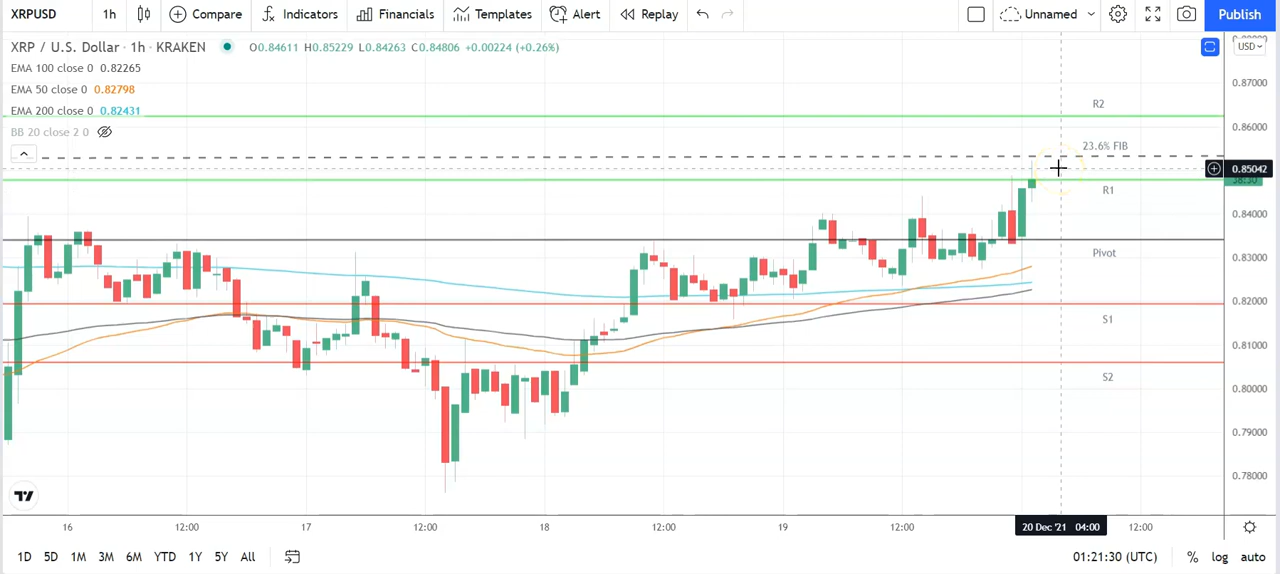 XRPUSD 1h Compare Indicators Financials Templates Alert Replay Unnamed Publish
XRP / U.S. Dollar · 1h · KRAKEN O0.84611 H0.85229 L0.84263 C0.84806 +0.00224 (+0.26%)
USD
EMA 100 close 0 0.82265
EMA 50 close 0 0.82798
0.87000
EMA 200 close 0 0.82431
R2
BB 20 close 2 0
0.86000
23.6% FIB
0.85042
R1
0.84000
Pivot
0.83000
0.82000
S1
0.81000
S2
0.80000
0.79000
0.78000
16 12:00 17 12:00 18 12:00 19 12:00 20 Dec '21 04:00 12:00
1D 5D 1M 3M 6M YTD 1Y 5Y All 01:21:30 (UTC) % log auto